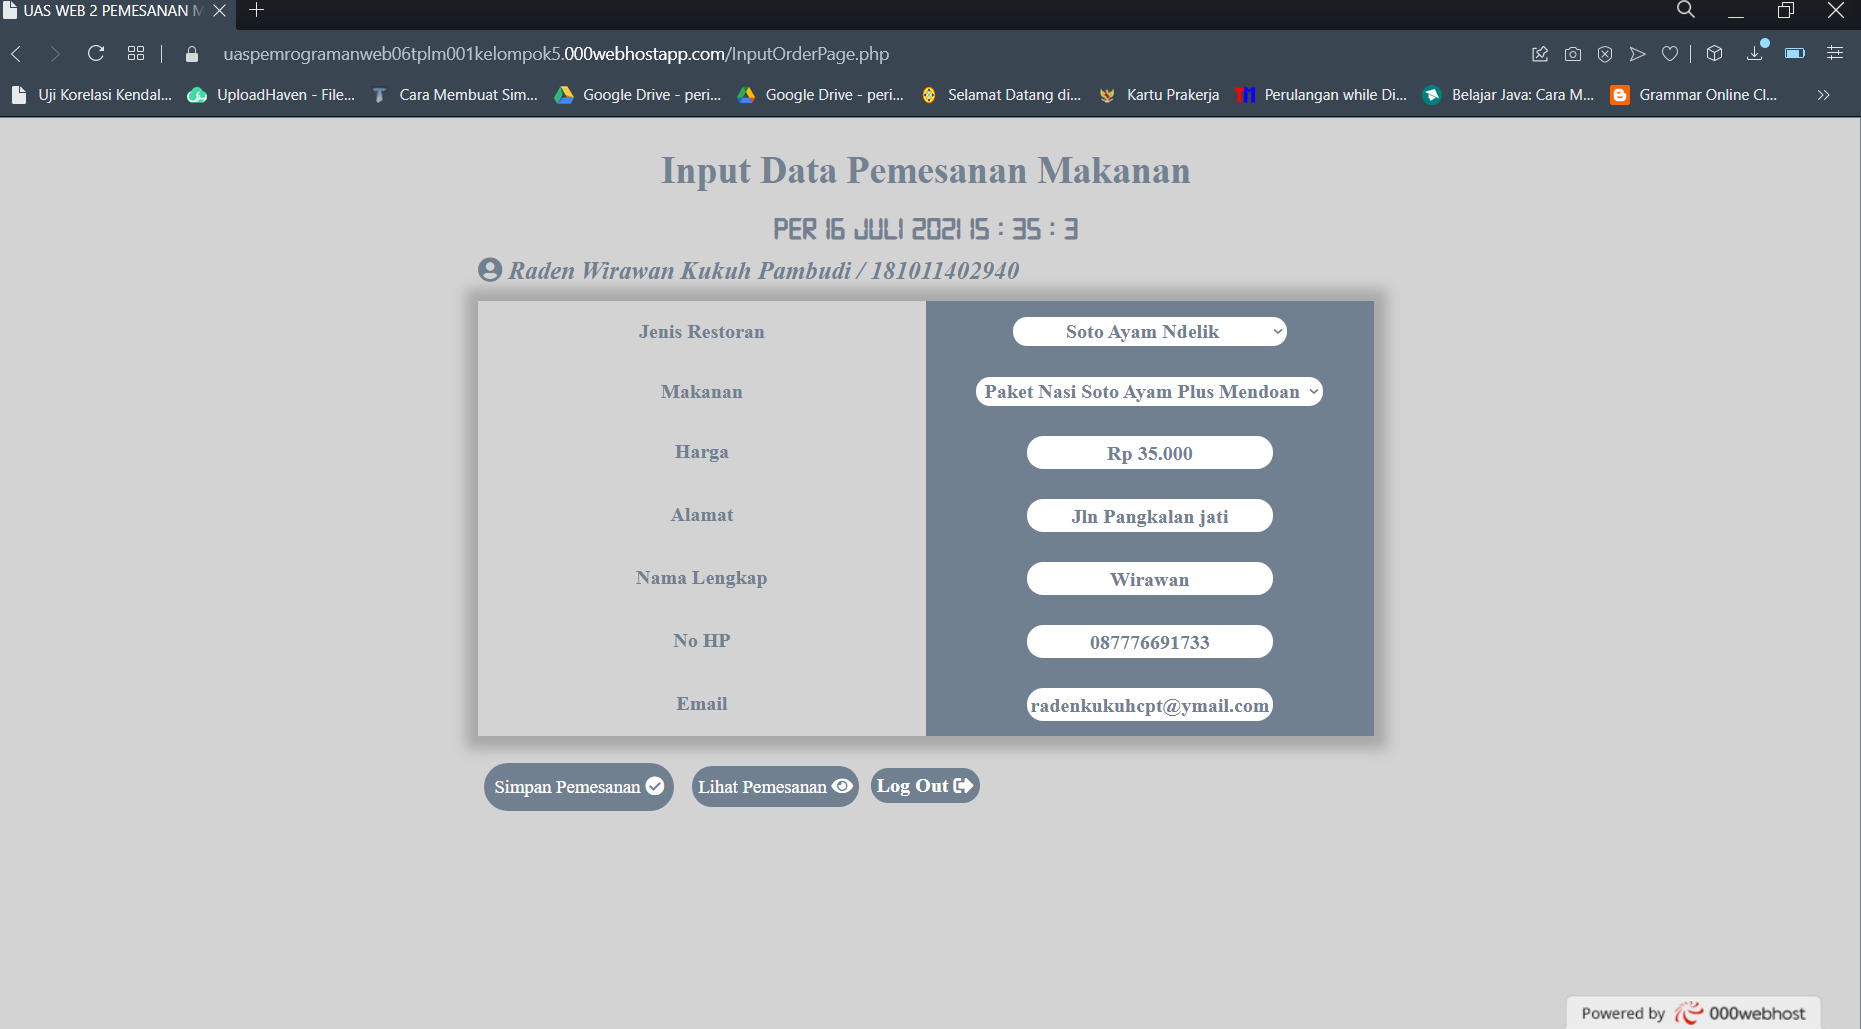 UAS WEB 2 PEMESANAN M
uaspemrogramanweb06tplm001kelompok5.000webhostapp.com/InputOrderPage.php
Uji Korelasi Kendal... UploadHaven - File... Cara Membuat Sim... Google Drive - peri... Google Drive - peri... Selamat Datang di... Kartu Prakerja Perulangan while Di... Belajar Java: Cara M... Grammar Online Cl...
Input Data Pemesanan Makanan
PER 16 JULI 2021 15 : 35 : 3
Raden Wirawan Kukuh Pambudi / 181011402940
Jenis Restoran Soto Ayam Ndelik
Makanan Paket Nasi Soto Ayam Plus Mendoan
Harga Rp 35.000
Alamat Jln Pangkalan jati
Nama Lengkap Wirawan
No HP 087776691733
Email radenkukuhcpt@ymail.com
Simpan Pemesanan Lihat Pemesanan Log Out
Powered by 000webhost